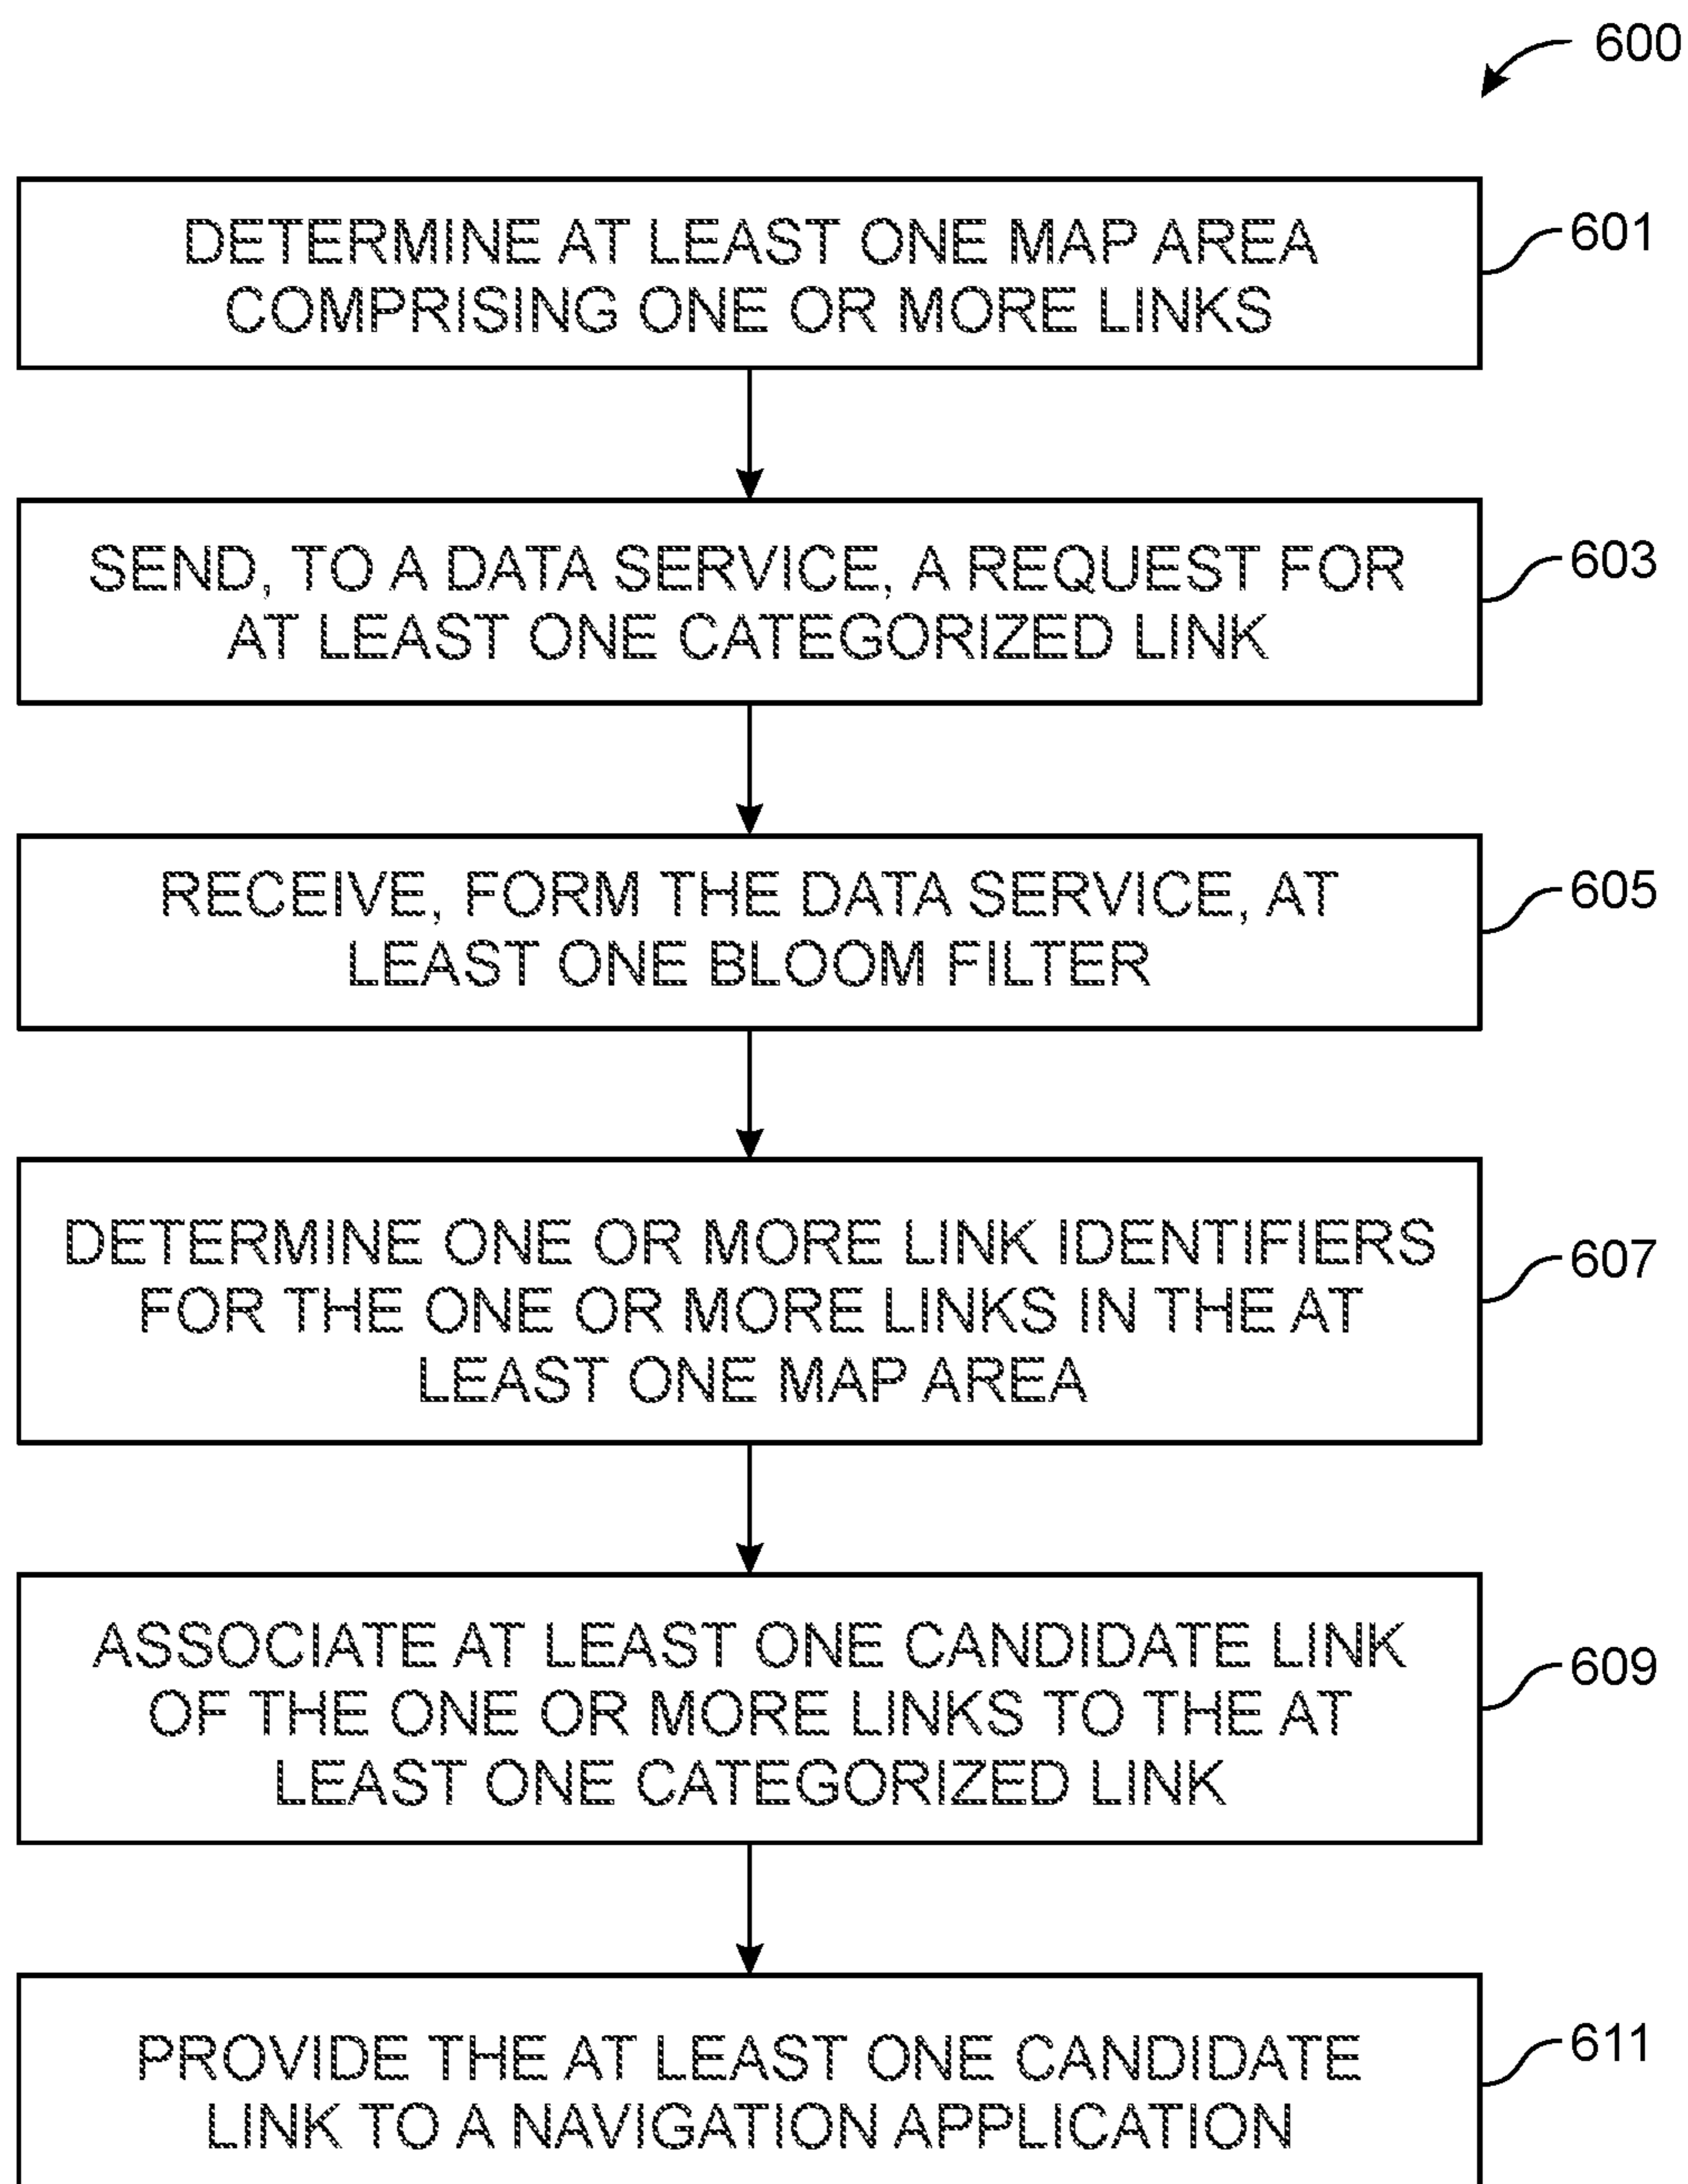 600
DETERMINE AT LEAST ONE MAP AREA
COMPRISING ONE OR MORE LINKS
601
SEND, TO A DATA SERVICE, A REQUEST FOR
AT LEAST ONE CATEGORIZED LINK
603
RECEIVE, FORM THE DATA SERVICE, AT
LEAST ONE BLOOM FILTER
605
DETERMINE ONE OR MORE LINK IDENTIFIERS
FOR THE ONE OR MORE LINKS IN THE AT
LEAST ONE MAP AREA
607
ASSOCIATE AT LEAST ONE CANDIDATE LINK
OF THE ONE OR MORE LINKS TO THE AT
LEAST ONE CATEGORIZED LINK
609
PROVIDE THE AT LEAST ONE CANDIDATE
LINK TO A NAVIGATION APPLICATION
611